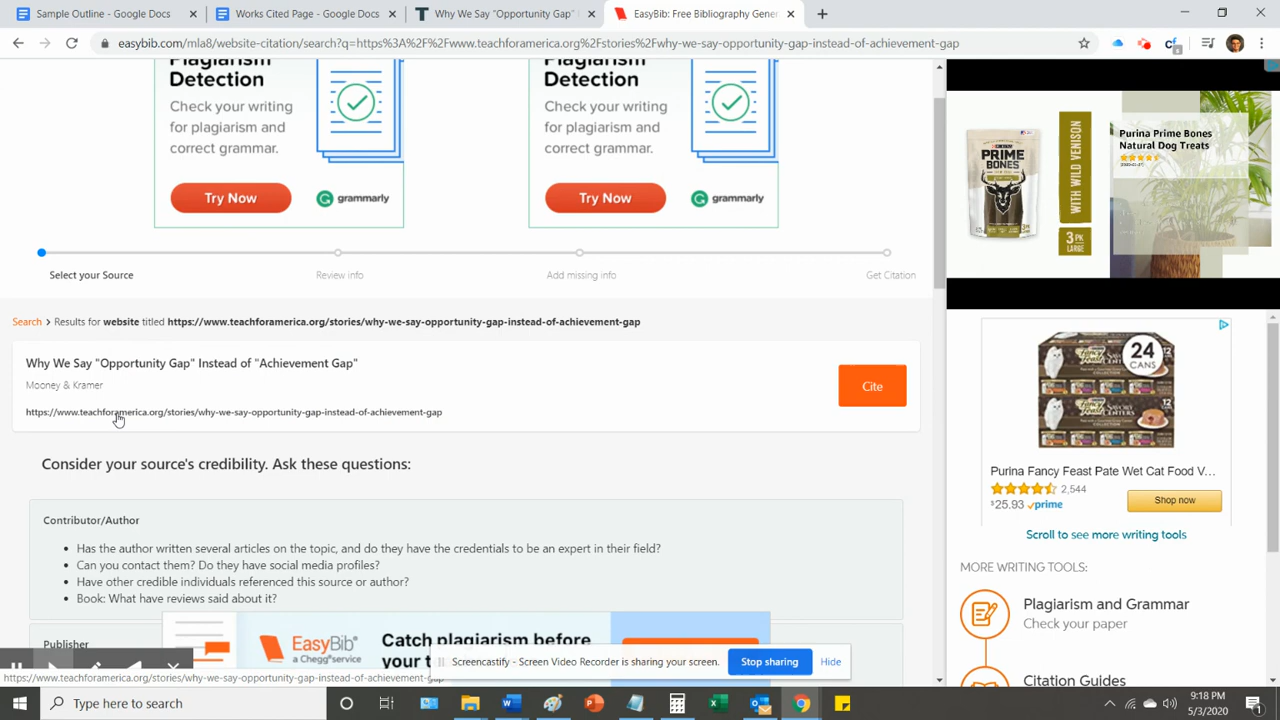 Sample Outline - Google Docs
Works Cited Page - Google Docs
Why We Say "Opportunity Gap"
EasyBib: Free Bibliography Gener
easybib.com/mla8/website-citation/search?q=https%3A%2F%2Fwww.teachforamerica.org%2Fstories%2Fwhy-we-say-opportunity-gap-instead-of-achievement-gap
Plagiarism
Detection
Check your writing
for plagiarism and
correct grammar.
Try Now
grammarly
Plagiarism
Detection
Check your writing
for plagiarism and
correct grammar.
Try Now
grammarly
Purina Prime Bones
Natural Dog Treats
PRIME
BONES
WITH WILD VENISON
3PK
LARGE
Select your Source
Review info
Add missing info
Get Citation
Search > Results for website titled https://www.teachforamerica.org/stories/why-we-say-opportunity-gap-instead-of-achievement-gap
Why We Say "Opportunity Gap" Instead of "Achievement Gap"
Mooney & Kramer
https://www.teachforamerica.org/stories/why-we-say-opportunity-gap-instead-of-achievement-gap
Cite
24
CANS
Purina Fancy Feast Pate Wet Cat Food V...
2,544
$25.93 prime
Shop now
Scroll to see more writing tools
MORE WRITING TOOLS:
Plagiarism and Grammar
Check your paper
Citation Guides
Consider your source's credibility. Ask these questions:
Contributor/Author
• Has the author written several articles on the topic, and do they have the credentials to be an expert in their field?
• Can you contact them? Do they have social media profiles?
• Have other credible individuals referenced this source or author?
• Book: What have reviews said about it?
Publisher
EasyBib
a Chegg service
Catch plagiarism before
your t
Screencastify - Screen Video Recorder is sharing your screen.
Stop sharing
Hide
https://www.teachforamerica.org/stories/why-we-say-opportunity-gap-instead-of-achievement-gap
Type here to search
9:18 PM
5/3/2020